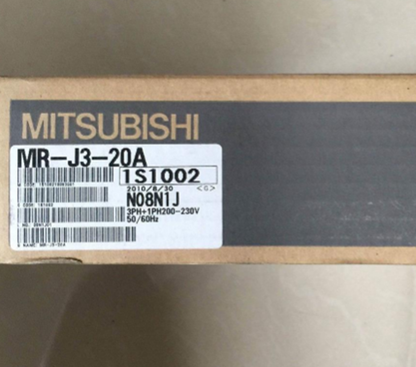 MITSUBISHI
MR-J3-20A
1S1002
2010/8/30 <G>
N08N1J
3PH+1PH200-230V
50/60Hz